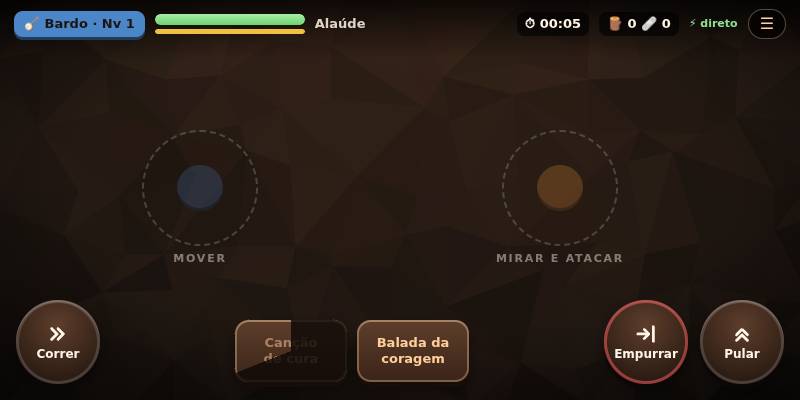 Bardo · Nv 1
Alaúde
00:05
0 0
direto
MOVER
MIRAR E ATACAR
Correr
Canção
de cura
Balada da
coragem
Empurrar
Pular